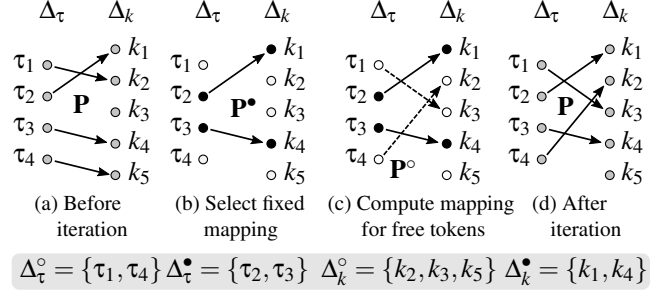 Δτ Δk Δτ Δk Δτ Δk Δτ Δk
τ1 τ2 τ3 τ4 P k1 k2 k3 k4 k5
τ1 τ2 τ3 τ4 P• k1 k2 k3 k4 k5
τ1 τ2 τ3 τ4 P° k1 k2 k3 k4 k5
τ1 τ2 τ3 τ4 P k1 k2 k3 k4 k5
(a) Before
iteration
(b) Select fixed
mapping
(c) Compute mapping
for free tokens
(d) After
iteration
Δ°τ = {τ1, τ4} Δ•τ = {τ2, τ3} Δ°k = {k2, k3, k5} Δ•k = {k1, k4}